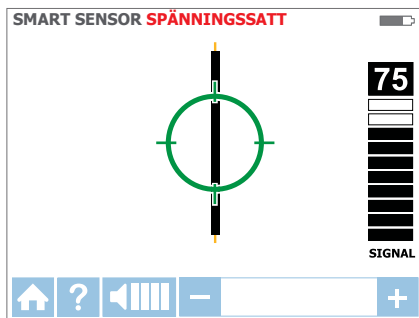 SMART SENSOR SPÄNNINGSSATT
75
SIGNAL
? − +